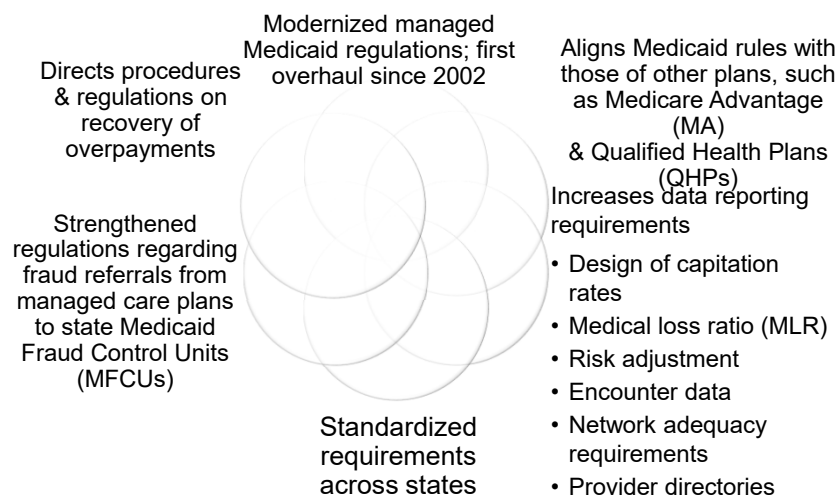 Modernized managed
Medicaid regulations; first
overhaul since 2002
Aligns Medicaid rules with
those of other plans, such
as Medicare Advantage
(MA)
& Qualified Health Plans
(QHPs)
Increases data reporting
requirements
• Design of capitation
rates
• Medical loss ratio (MLR)
• Risk adjustment
• Encounter data
• Network adequacy
requirements
• Provider directories
Standardized
requirements
across states
Strengthened
regulations regarding
fraud referrals from
managed care plans
to state Medicaid
Fraud Control Units
(MFCUs)
Directs procedures
& regulations on
recovery of
overpayments